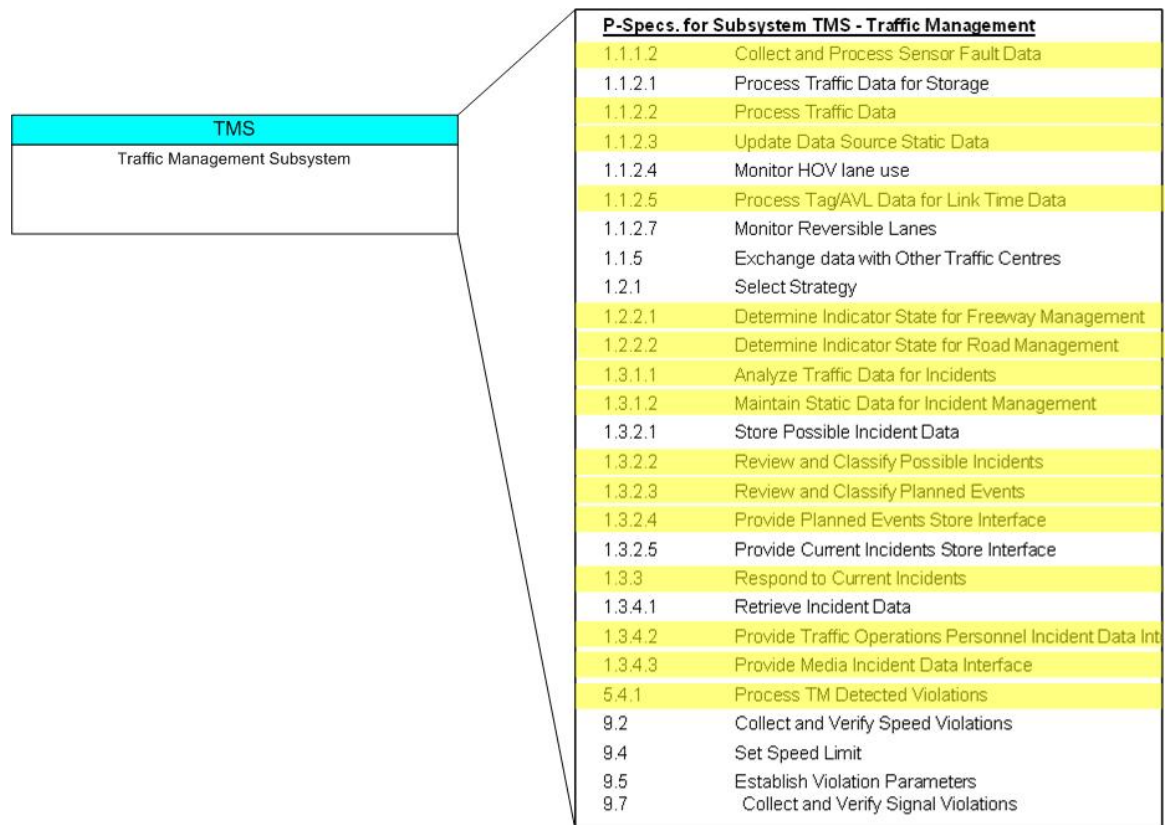 TMS
Traffic Management Subsystem
P-Specs. for Subsystem TMS - Traffic Management
1.1.1.2 Collect and Process Sensor Fault Data
1.1.2.1 Process Traffic Data for Storage
1.1.2.2 Process Traffic Data
1.1.2.3 Update Data Source Static Data
1.1.2.4 Monitor HOV lane use
1.1.2.5 Process Tag/AVL Data for Link Time Data
1.1.2.7 Monitor Reversible Lanes
1.1.5 Exchange data with Other Traffic Centres
1.2.1 Select Strategy
1.2.2.1 Determine Indicator State for Freeway Management
1.2.2.2 Determine Indicator State for Road Management
1.3.1.1 Analyze Traffic Data for Incidents
1.3.1.2 Maintain Static Data for Incident Management
1.3.2.1 Store Possible Incident Data
1.3.2.2 Review and Classify Possible Incidents
1.3.2.3 Review and Classify Planned Events
1.3.2.4 Provide Planned Events Store Interface
1.3.2.5 Provide Current Incidents Store Interface
1.3.3 Respond to Current Incidents
1.3.4.1 Retrieve Incident Data
1.3.4.2 Provide Traffic Operations Personnel Incident Data Int
1.3.4.3 Provide Media Incident Data Interface
5.4.1 Process TM Detected Violations
9.2 Collect and Verify Speed Violations
9.4 Set Speed Limit
9.5 Establish Violation Parameters
9.7 Collect and Verify Signal Violations